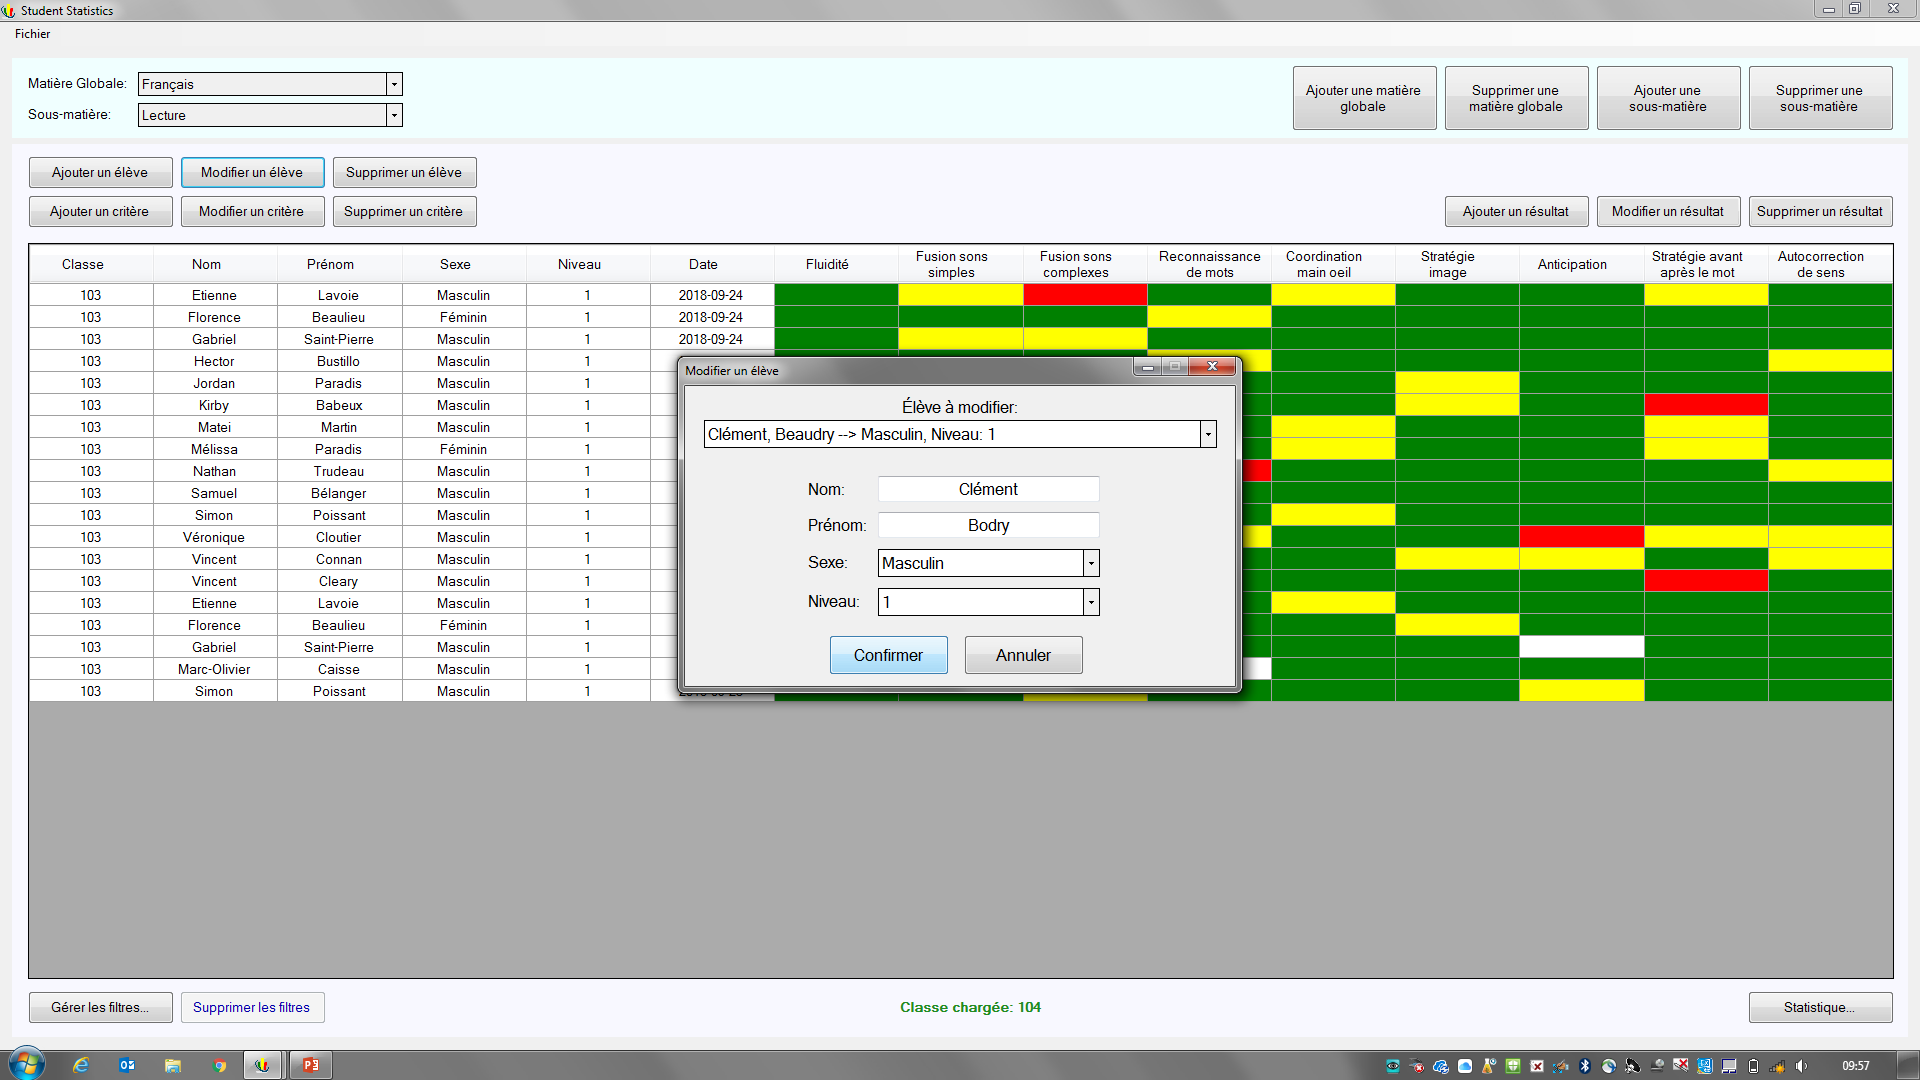 Student Statistics
Fichier
Matière Globale: Français
Sous-matière: Lecture
Ajouter une matière globale
Supprimer une matière globale
Ajouter une sous-matière
Supprimer une sous-matière
Ajouter un élève Modifier un élève Supprimer un élève
Ajouter un critère Modifier un critère Supprimer un critère
Ajouter un résultat Modifier un résultat Supprimer un résultat
Classe Nom Prénom Sexe Niveau Date Fluidité Fusion sons simples Fusion sons complexes Reconnaissance de mots Coordination main oeil Stratégie image Anticipation Stratégie avant après le mot Autocorrection de sens
103 Etienne Lavoie Masculin 1 2018-09-24
103 Florence Beaulieu Féminin 1 2018-09-24
103 Gabriel Saint-Pierre Masculin 1 2018-09-24
103 Hector Bustillo Masculin 1
103 Jordan Paradis Masculin 1
103 Kirby Babeux Masculin 1
103 Matei Martin Masculin 1
103 Mélissa Paradis Féminin 1
103 Nathan Trudeau Masculin 1
103 Samuel Bélanger Masculin 1
103 Simon Poissant Masculin 1
103 Véronique Cloutier Masculin 1
103 Vincent Connan Masculin 1
103 Vincent Cleary Masculin 1
103 Etienne Lavoie Masculin 1
103 Florence Beaulieu Féminin 1
103 Gabriel Saint-Pierre Masculin 1
103 Marc-Olivier Caisse Masculin 1
103 Simon Poissant Masculin 1
Modifier un élève
Élève à modifier:
Clément, Beaudry --> Masculin, Niveau: 1
Nom: Clément
Prénom: Bodry
Sexe: Masculin
Niveau: 1
Confirmer Annuler
Gérer les filtres... Supprimer les filtres
Classe chargée: 104
Statistique...
09:57